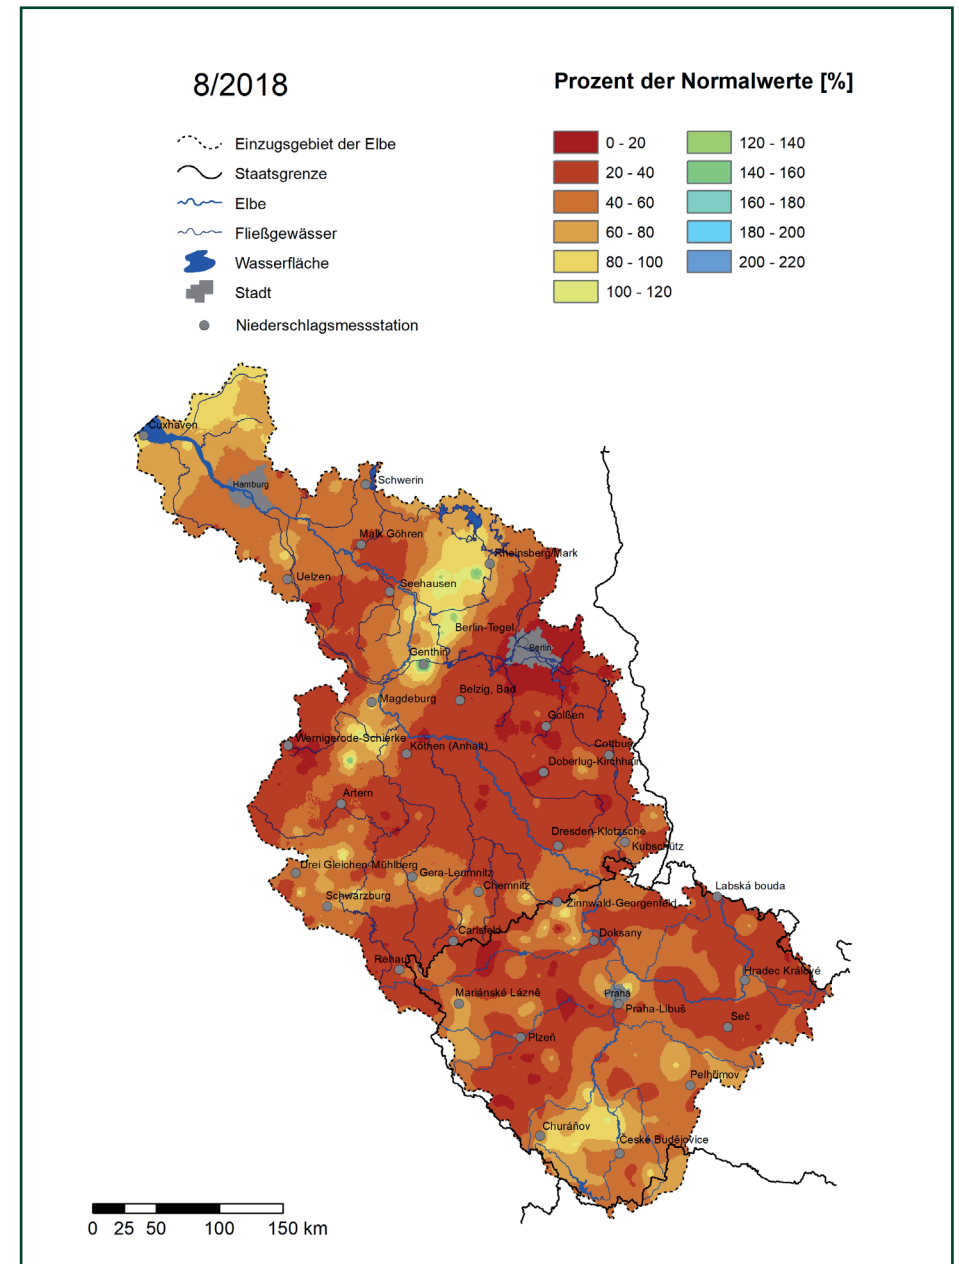 8/2018
Prozent der Normalwerte [%]
Einzugsgebiet der Elbe
Staatsgrenze
Elbe
Fließgewässer
Wasserfläche
Stadt
Niederschlagsmessstation
0 - 20
20 - 40
40 - 60
60 - 80
80 - 100
100 - 120
120 - 140
140 - 160
160 - 180
180 - 200
200 - 220
Cuxhaven
Hamburg
Schwerin
Malk Göhren
Rheinsberg/Mark
Uelzen
Seehausen
Berlin-Tegel
Berlin
Genthin
Belzig, Bad
Magdeburg
Golßen
Wernigerode-Schierke
Köthen (Anhalt)
Cottbus
Doberlug-Kirchhain
Artern
Dresden-Klotzsche
Kubschütz
Drei Gleichen-Mühlberg
Gera-Leumnitz
Chemnitz
Labská bouda
Schwarzburg
Zinnwald-Georgenfeld
Carlsfeld
Doksany
Rehau
Hradec Králové
Mariánské Lázně
Praha
Praha-Libuš
Seč
Plzeň
Pelhřimov
Churáňov
České Budějovice
0 25 50 100 150 km